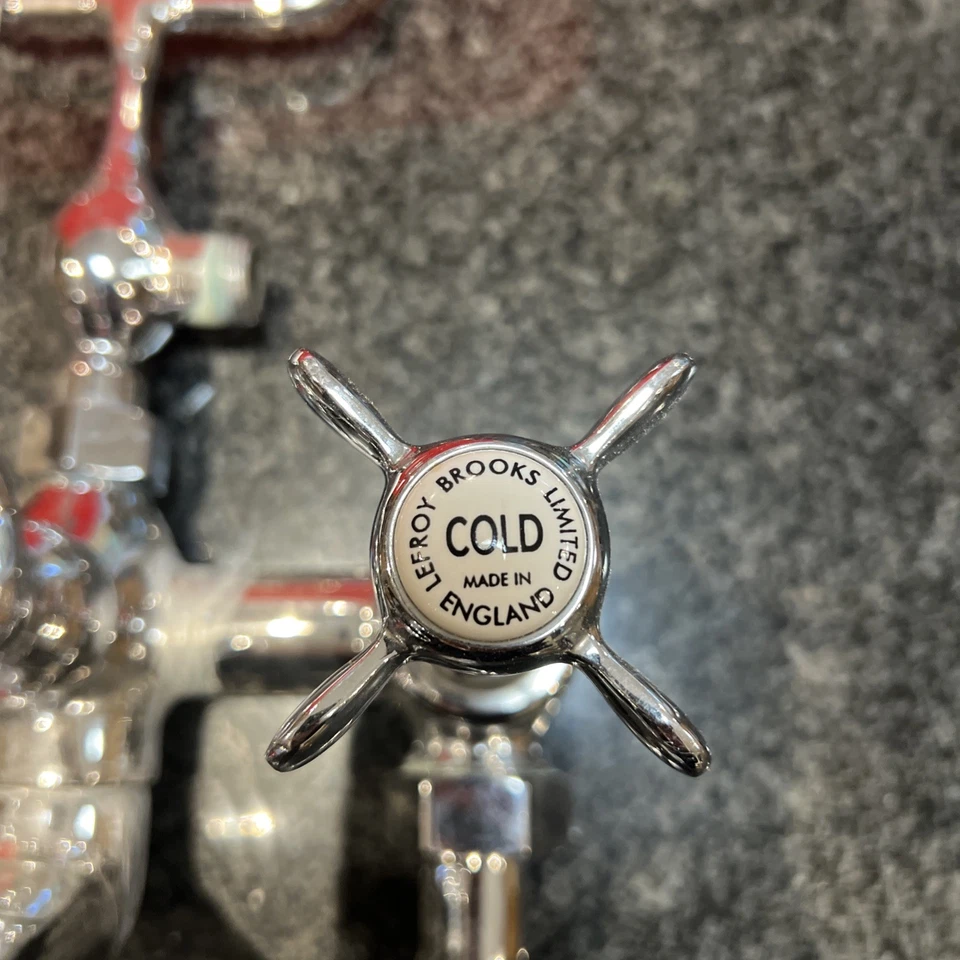 LEFROY BROOKS LIMITED
COLD
MADE IN
ENGLAND